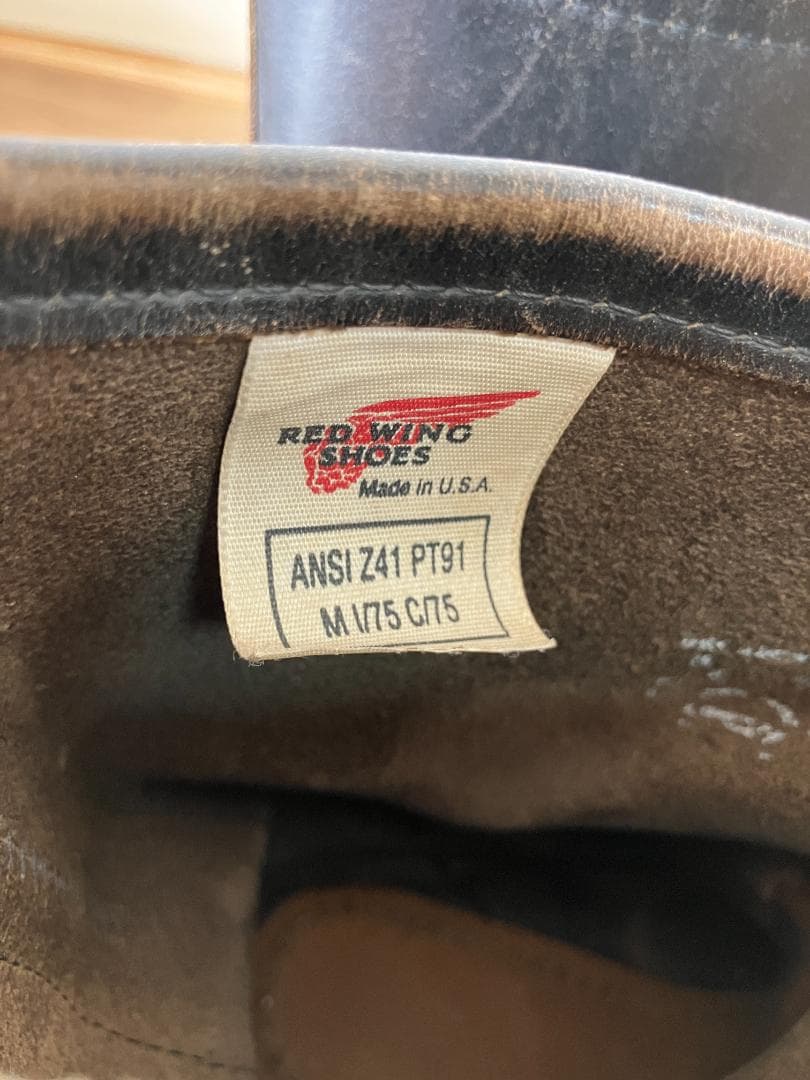 RED WING
SHOES
Made in U.S.A.
ANSI Z41 PT91
M I/75 C/75